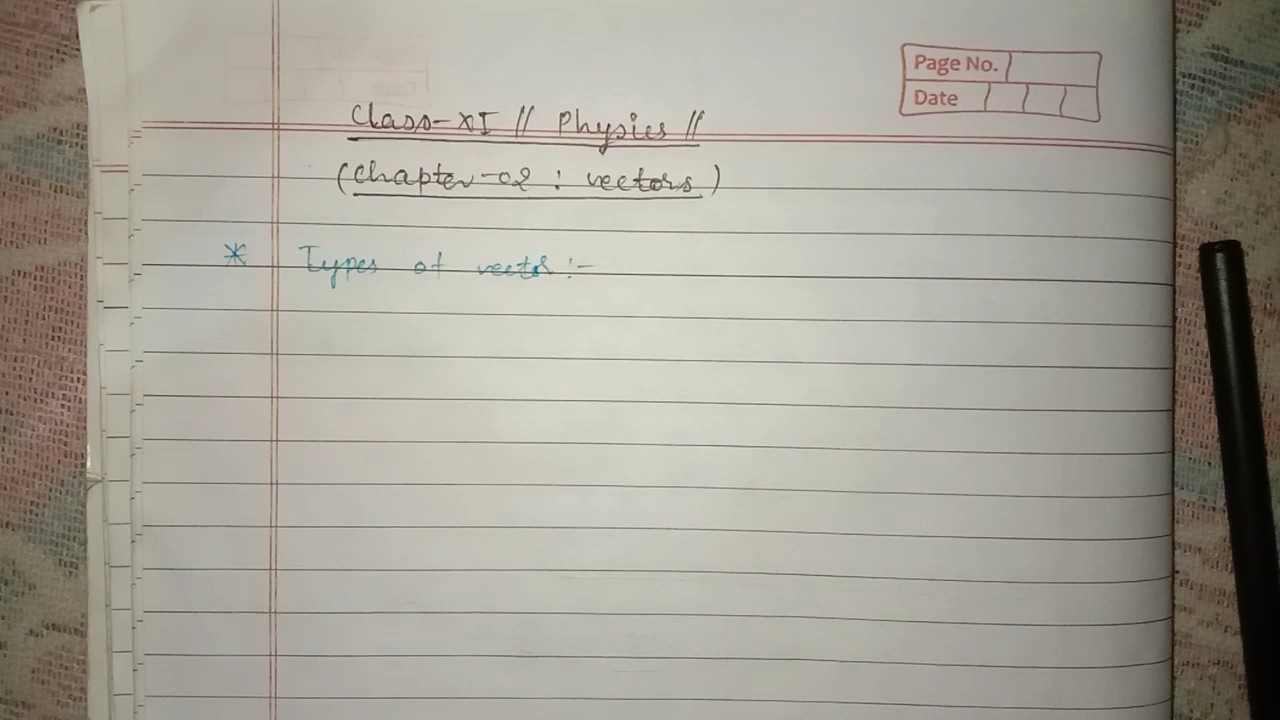 Page No.
Date
Class-XI // Physics //
(Chapter-02 : vectors)
* Types of vector :-